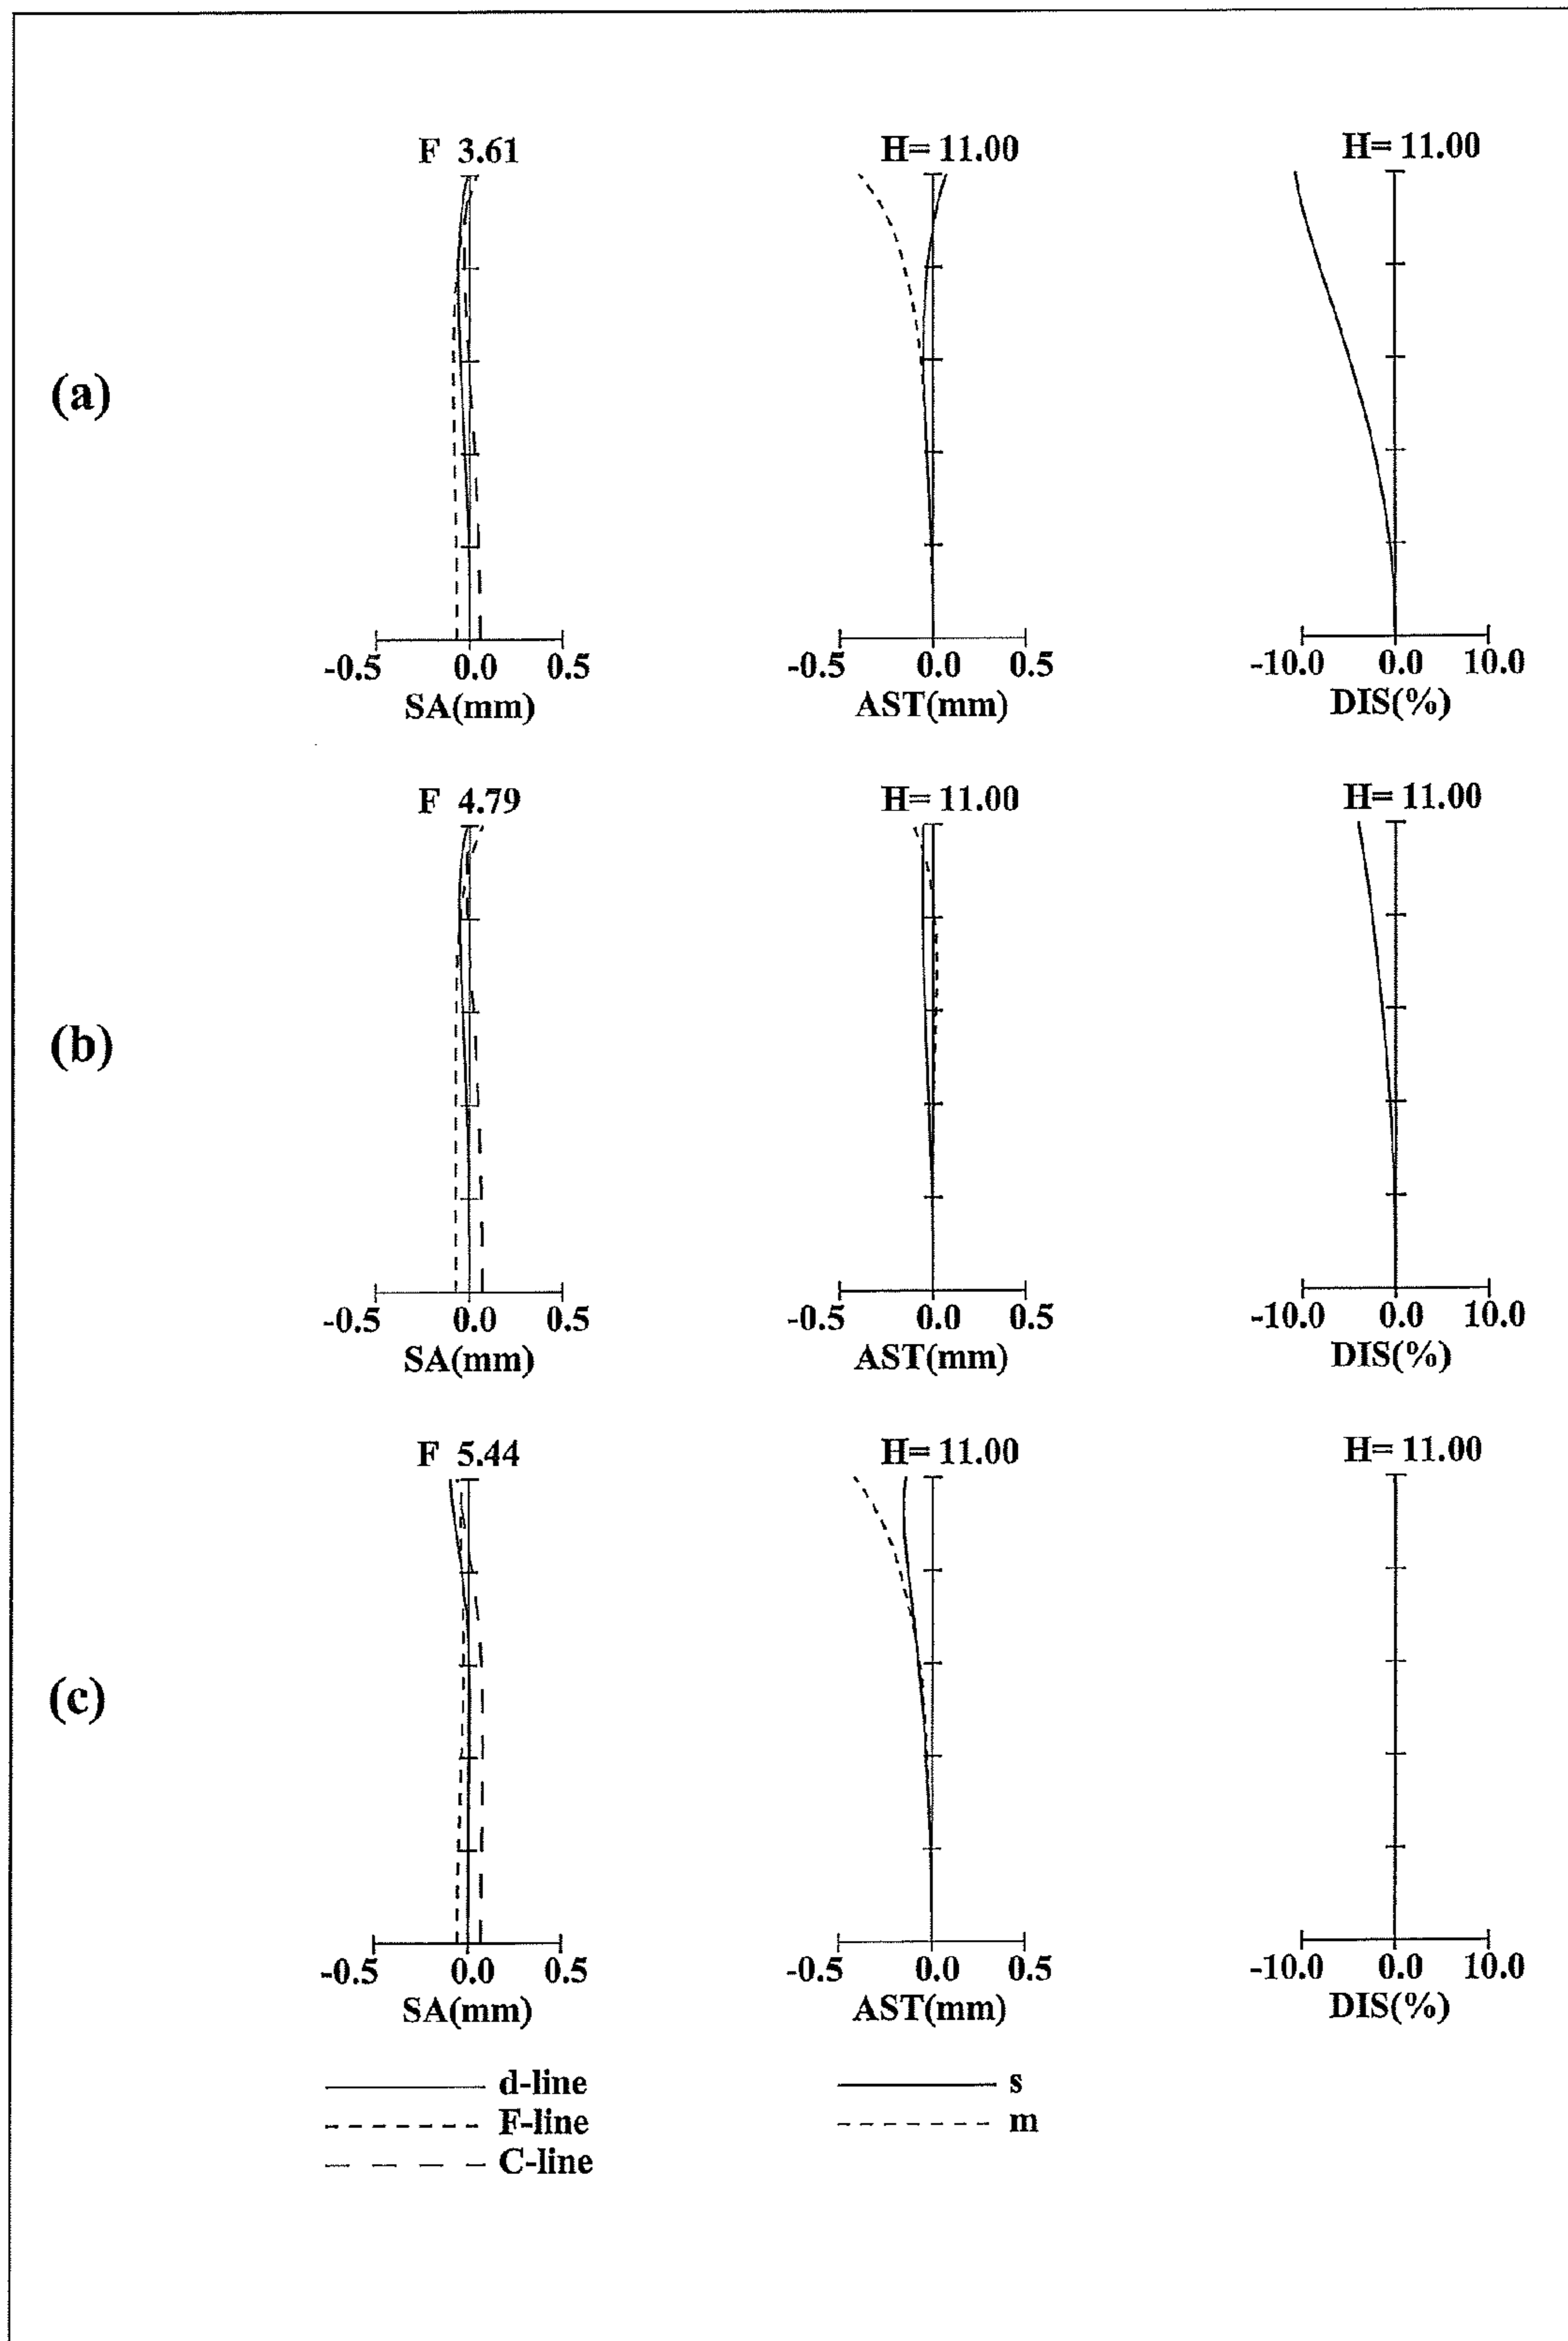 F 3.61 H= 11.00 H= 11.00
(a)
-0.5 0.0 0.5 -0.5 0.0 0.5 -10.0 0.0 10.0
SA(mm) AST(mm) DIS(%)
F 4.79 H= 11.00 H= 11.00
(b)
-0.5 0.0 0.5 -0.5 0.0 0.5 -10.0 0.0 10.0
SA(mm) AST(mm) DIS(%)
F 5.44 H= 11.00 H= 11.00
(c)
-0.5 0.0 0.5 -0.5 0.0 0.5 -10.0 0.0 10.0
SA(mm) AST(mm) DIS(%)
d-line s
F-line m
C-line